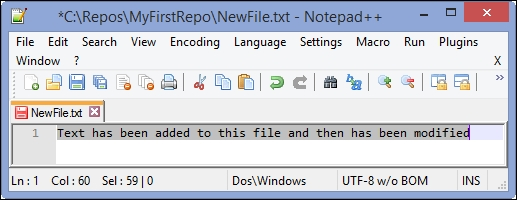 *C:\Repos\MyFirstRepo\NewFile.txt - Notepad++
File Edit Search View Encoding Language Settings Macro Run Plugins
Window ? X
NewFile.txt
1 Text has been added to this file and then has been modified
Ln : 1 Col : 60 Sel : 59 | 0 Dos\Windows UTF-8 w/o BOM INS